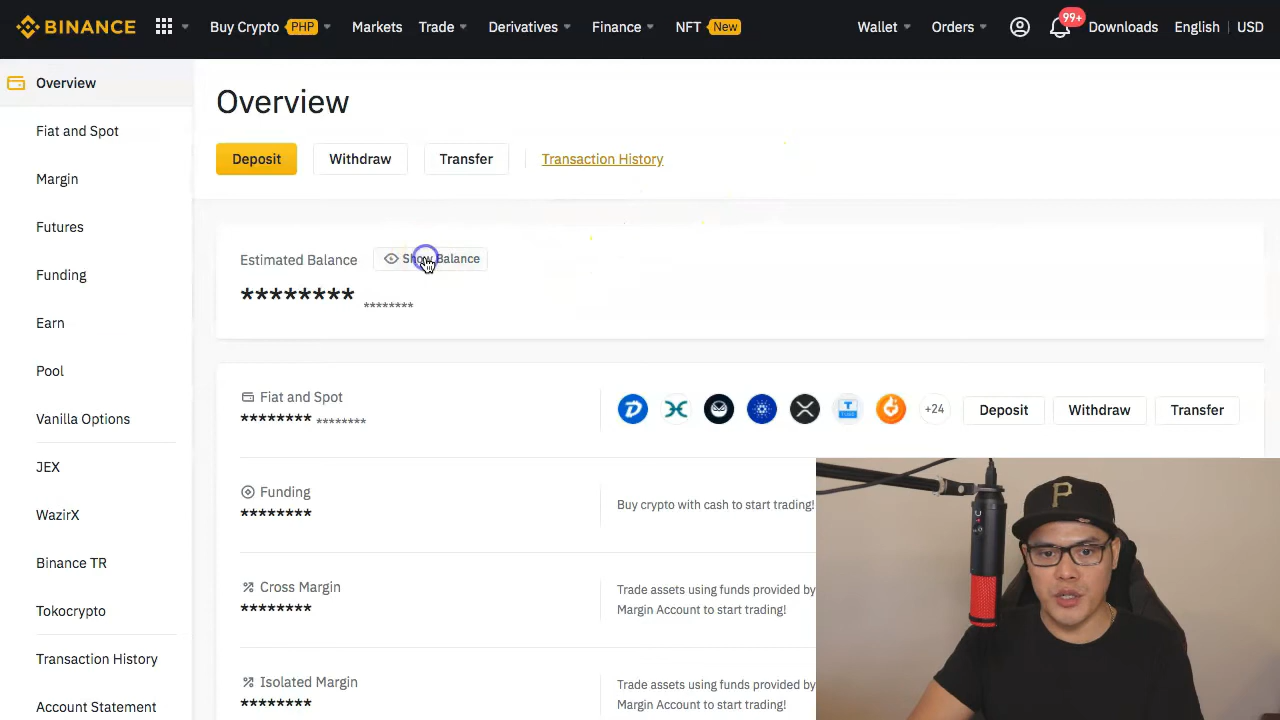 BINANCE
Buy Crypto PHP
Markets
Trade
Derivatives
Finance
NFT New
Wallet
Orders
99+
Downloads
English
USD
Overview
Fiat and Spot
Margin
Futures
Funding
Earn
Pool
Vanilla Options
JEX
WazirX
Binance TR
Tokocrypto
Transaction History
Account Statement
Overview
Deposit
Withdraw
Transfer
Transaction History
Estimated Balance
Show Balance
******** ********
Fiat and Spot
******** ********
+24
Deposit
Withdraw
Transfer
Funding
********
Buy crypto with cash to start trading!
Cross Margin
********
Trade assets using funds provided by
Margin Account to start trading!
Isolated Margin
********
Trade assets using funds provided by
Margin Account to start trading!
P